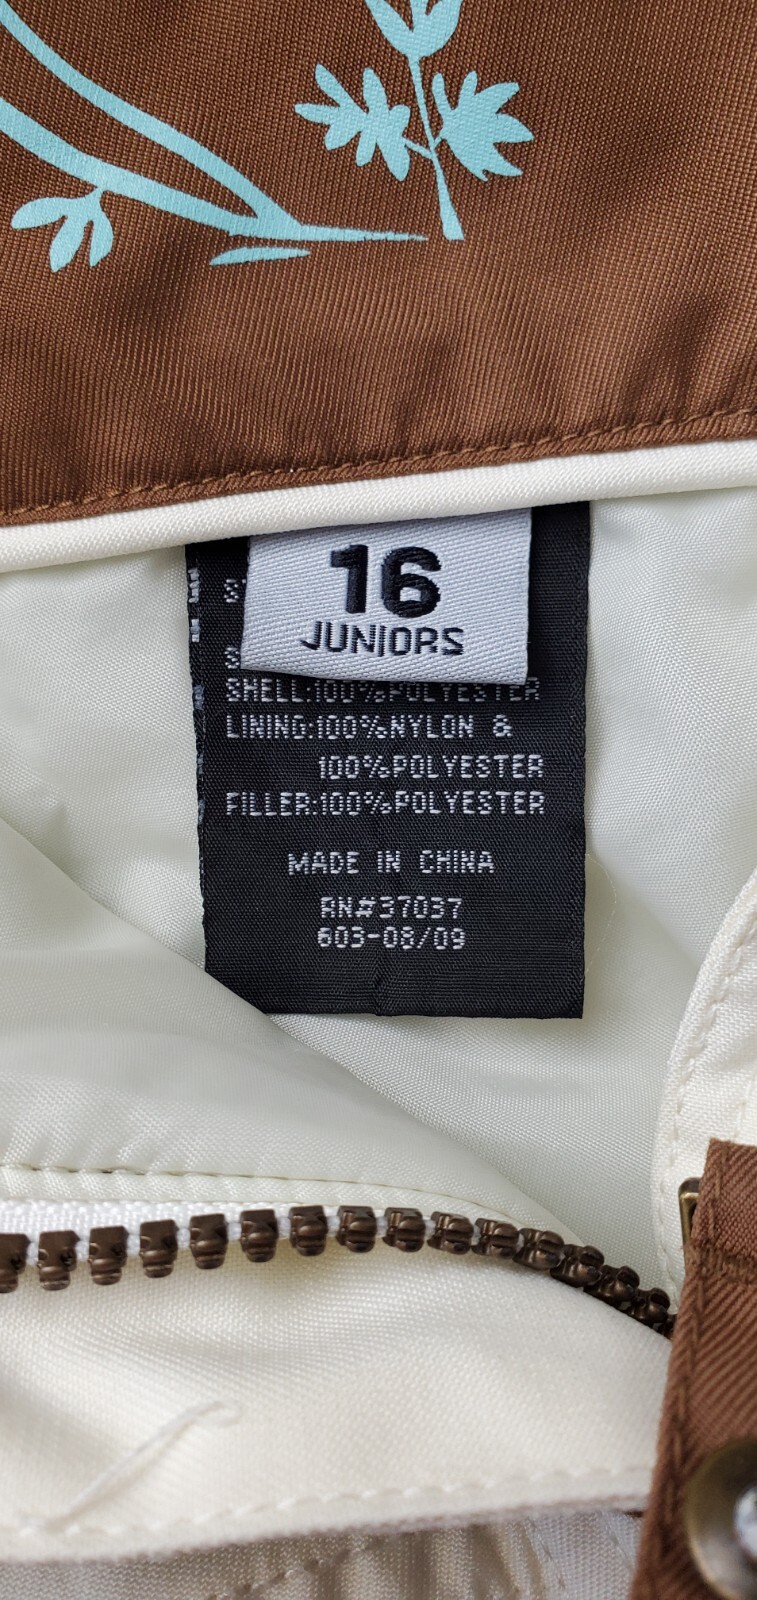 16
JUNIORS
SHELL:100%POLYESTER
LINING:100%NYLON &
100%POLYESTER
FILLER:100%POLYESTER
MADE IN CHINA
RN#37037
603-08/09